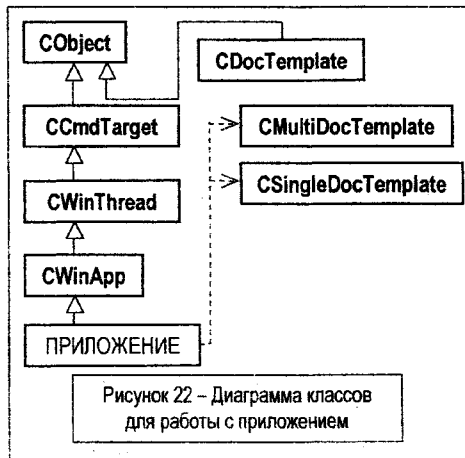 CObject
CDocTemplate
CCmdTarget
CMultiDocTemplate
CSingleDocTemplate
CWinThread
CWinApp
ПРИЛОЖЕНИЕ
Рисунок 22 – Диаграмма классов
для работы с приложением